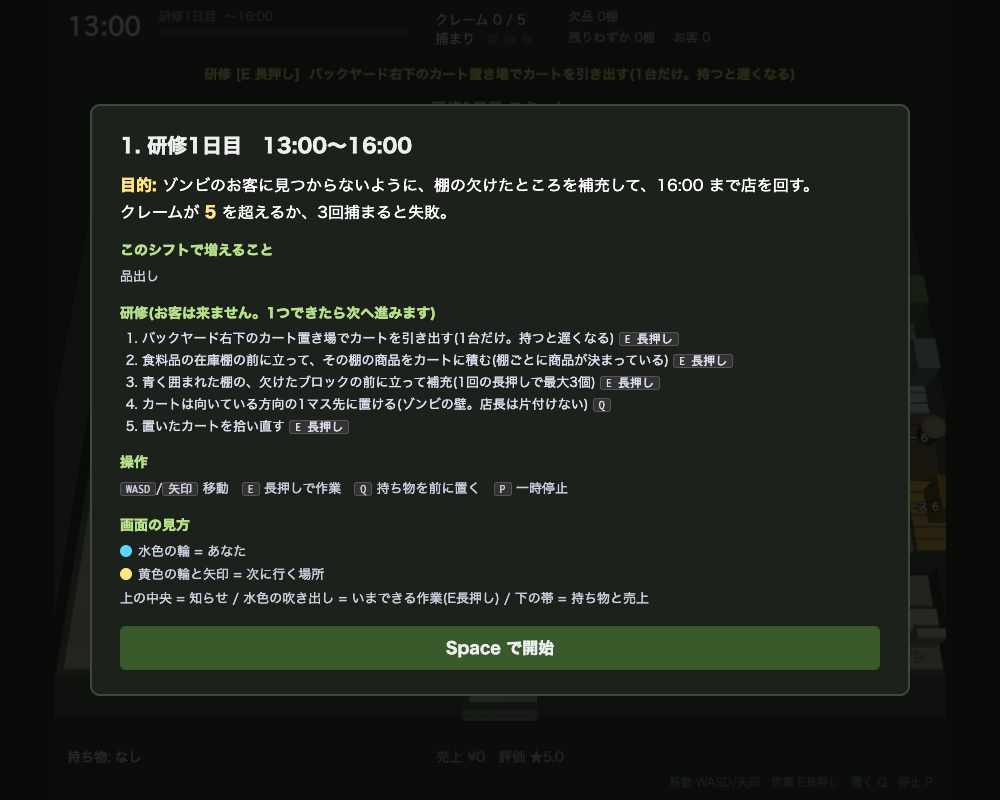 13:00
研修1日目 ～16:00
クレーム 0 / 5
捕まり
欠品 0棚
残りわずか 0棚 お客 0
研修 [E 長押し] バックヤード右下のカート置き場でカートを引き出す(1台だけ。持つと遅くなる)
1. 研修1日目 13:00〜16:00
目的: ゾンビのお客に見つからないように、棚の欠けたところを補充して、16:00 まで店を回す。
クレームが 5 を超えるか、3回捕まると失敗。
このシフトで増えること
品出し
研修(お客は来ません。1つできたら次へ進みます)
1. バックヤード右下のカート置き場でカートを引き出す(1台だけ。持つと遅くなる) E 長押し
2. 食料品の在庫棚の前に立って、その棚の商品をカートに積む(棚ごとに商品が決まっている) E 長押し
3. 青く囲まれた棚の、欠けたブロックの前に立って補充(1回の長押しで最大3個) E 長押し
4. カートは向いている方向の1マス先に置ける(ゾンビの壁。店長は片付けない) Q
5. 置いたカートを拾い直す E 長押し
操作
WASD/矢印 移動 E 長押しで作業 Q 持ち物を前に置く P 一時停止
画面の見方
水色の輪 = あなた
黄色の輪と矢印 = 次に行く場所
上の中央 = 知らせ / 水色の吹き出し = いまできる作業(E長押し) / 下の帯 = 持ち物と売上
Space で開始
6
6
持ち物: なし
売上 ¥0 評価 ★5.0
移動 WASD/矢印 作業 E長押し 置く Q 停止 P